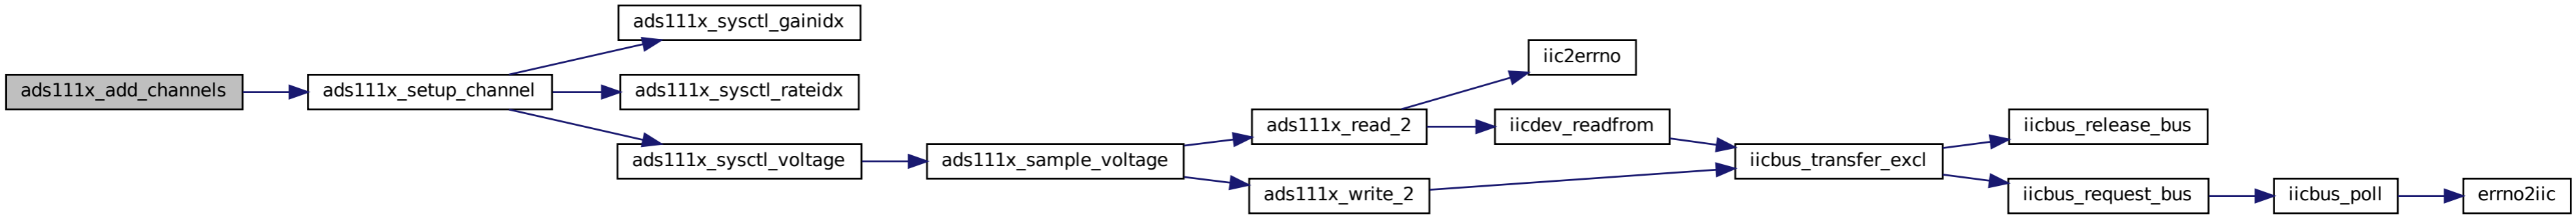 ads111x_add_channels
ads111x_setup_channel
ads111x_sysctl_gainidx
ads111x_sysctl_rateidx
ads111x_sysctl_voltage
ads111x_sample_voltage
ads111x_read_2
ads111x_write_2
iic2errno
iicdev_readfrom
iicbus_transfer_excl
iicbus_release_bus
iicbus_request_bus
iicbus_poll
errno2iic